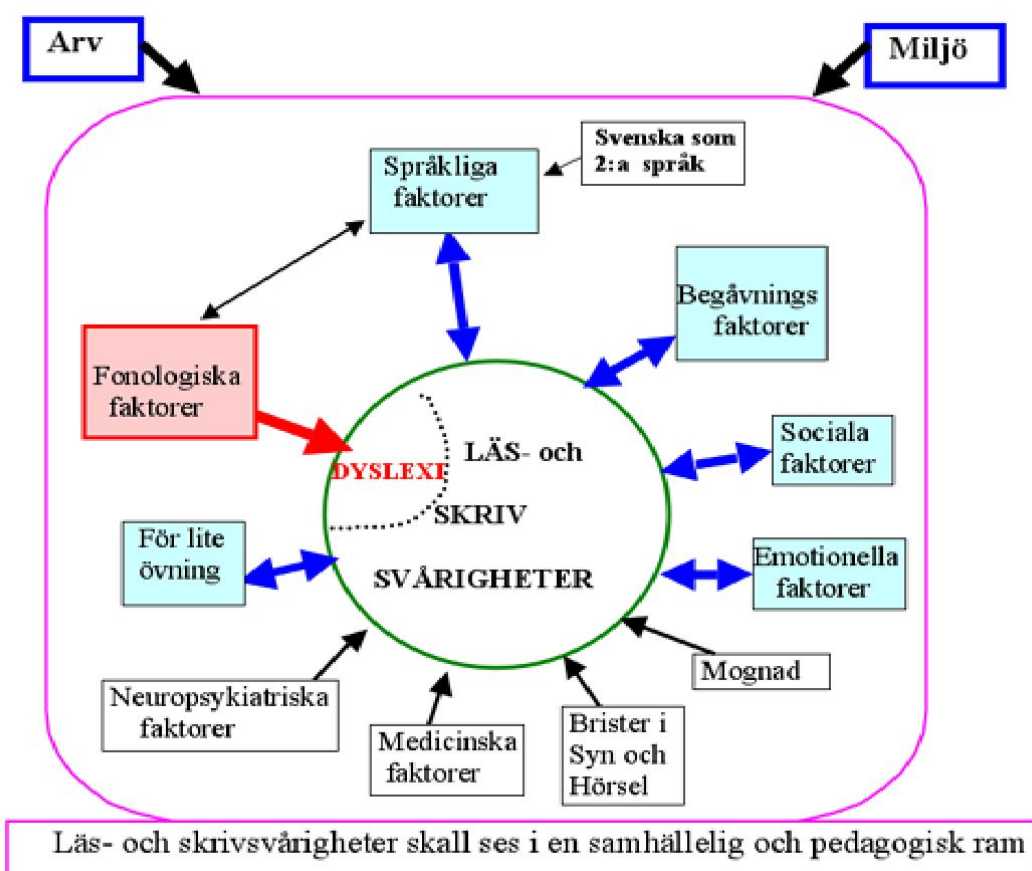 Arv
Miljö
Svenska som
2:a språk
Språkliga
faktorer
Begåvnings
faktorer
Fonologiska
faktorer
Sociala
faktorer
LÄS- och
DYSLEXI
SKRIV
SVÅRIGHETER
För lite
övning
Emotionella
faktorer
Mognad
Neuropsykiatriska
faktorer
Medicinska
faktorer
Brister i
Syn och
Hörsel
Läs- och skrivsvårigheter skall ses i en samhällelig och pedagogisk ram